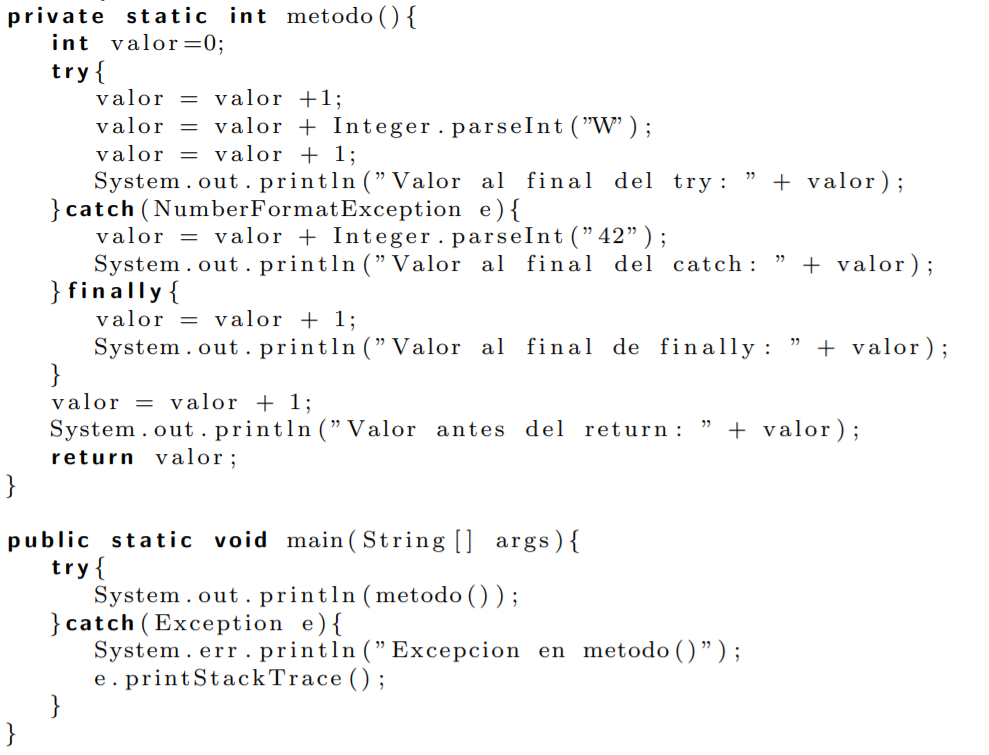 private static int metodo(){
int valor=0;
try{
valor = valor +1;
valor = valor + Integer.parseInt("W");
valor = valor + 1;
System.out.println("Valor al final del try: " + valor);
}catch(NumberFormatException e){
valor = valor + Integer.parseInt("42");
System.out.println("Valor al final del catch: " + valor);
}finally{
valor = valor + 1;
System.out.println("Valor al final de finally: " + valor);
}
valor = valor + 1;
System.out.println("Valor antes del return: " + valor);
return valor;
}
public static void main(String[] args){
try{
System.out.println(metodo());
}catch(Exception e){
System.err.println("Excepcion en metodo()");
e.printStackTrace();
}
}